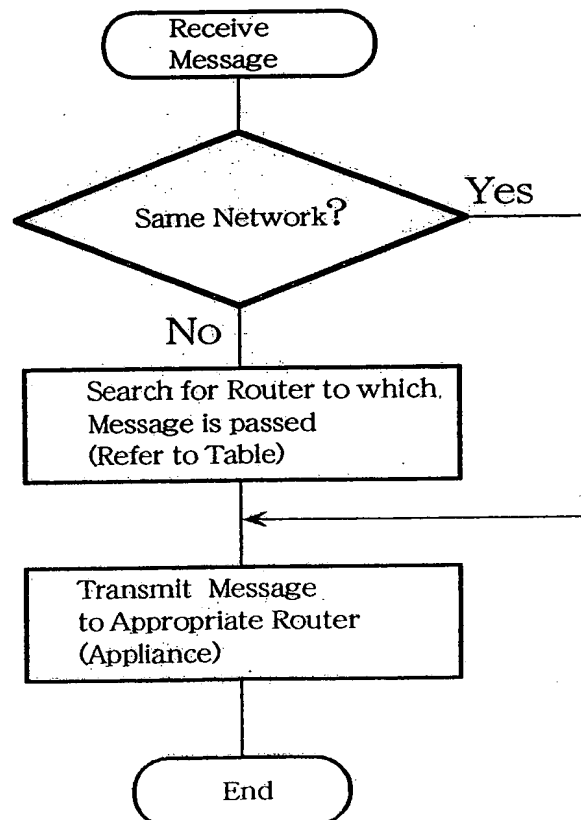 Receive
Message
Same Network?
Yes
No
Search for Router to which
Message is passed
(Refer to Table)
Transmit Message
to Appropriate Router
(Appliance)
End